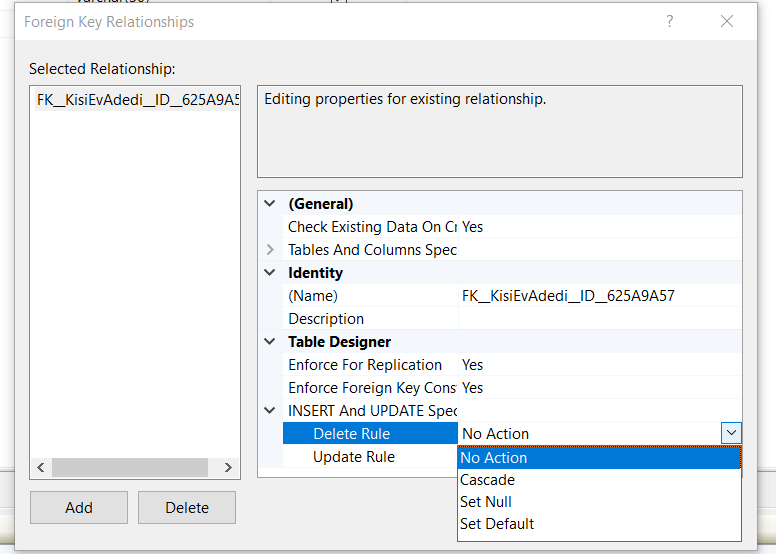 Foreign Key Relationships
Selected Relationship:
FK__KisiEvAdedi__ID__625A9A5
Editing properties for existing relationship.
(General)
Check Existing Data On Cr Yes
Tables And Columns Spec
Identity
(Name) FK__KisiEvAdedi__ID__625A9A57
Description
Table Designer
Enforce For Replication Yes
Enforce Foreign Key Cons Yes
INSERT And UPDATE Spec
Delete Rule No Action
Update Rule No Action
Cascade
Set Null
Set Default
Add Delete